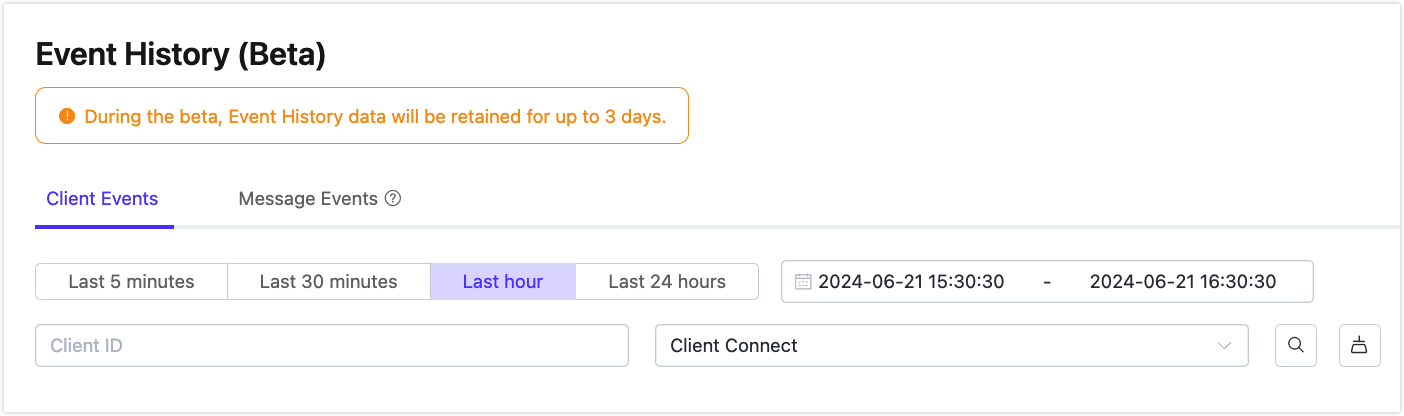 Event History (Beta)
During the beta, Event History data will be retained for up to 3 days.
Client Events Message Events
Last 5 minutes Last 30 minutes Last hour Last 24 hours 2024-06-21 15:30:30 - 2024-06-21 16:30:30
Client ID Client Connect